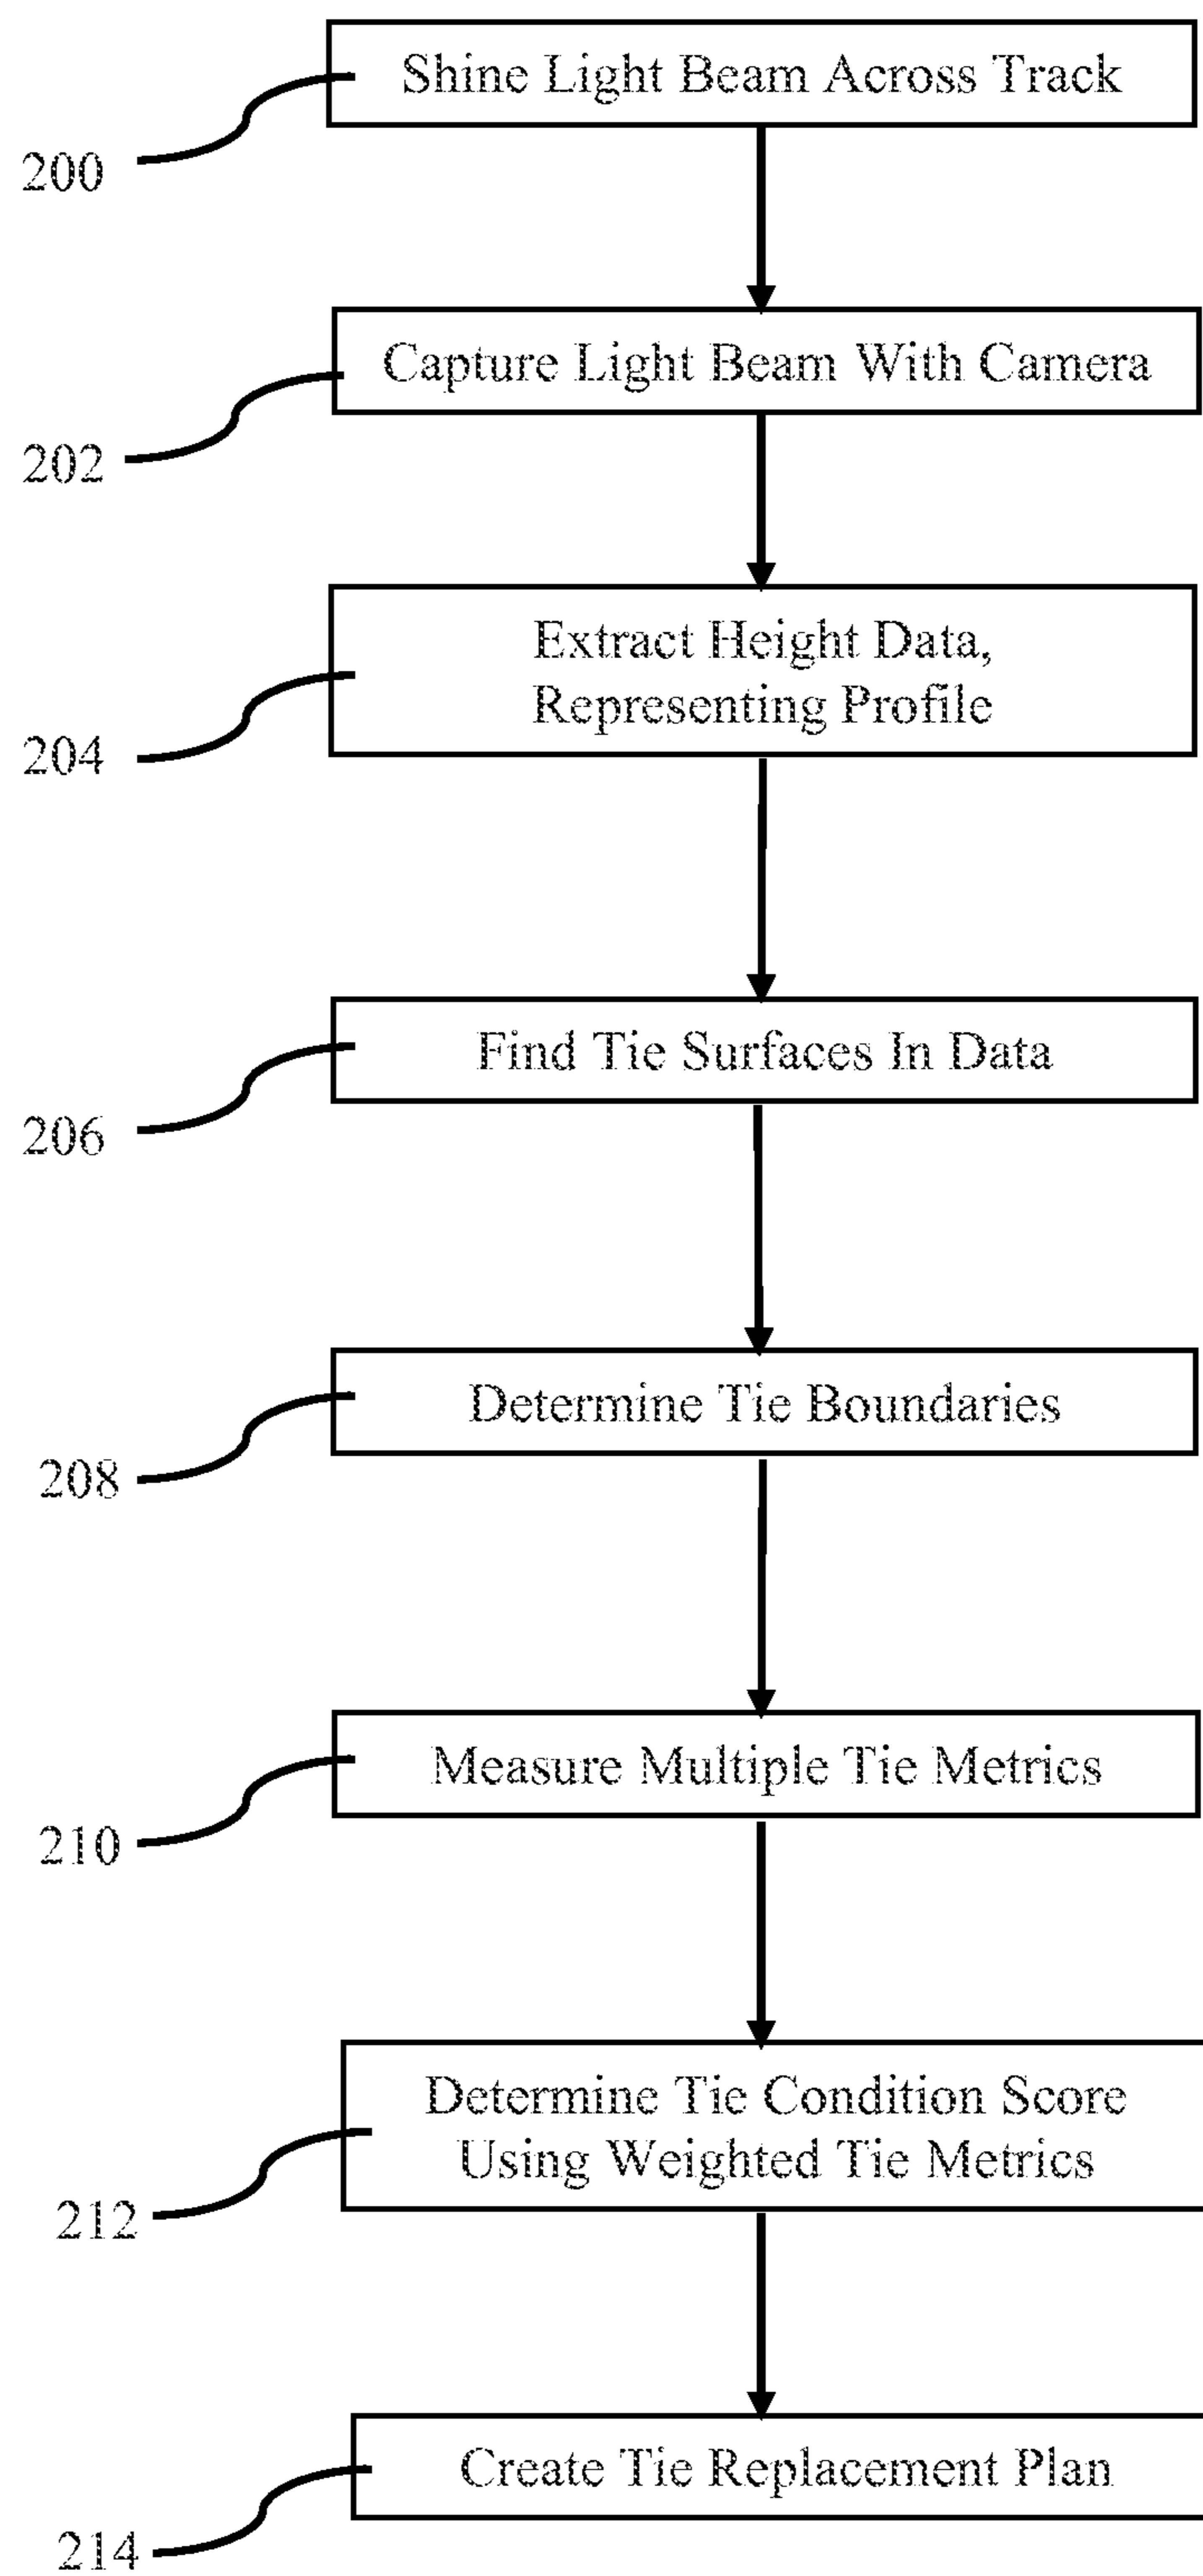 Shine Light Beam Across Track
200
Capture Light Beam With Camera
202
Extract Height Data,
Representing Profile
204
Find Tie Surfaces In Data
206
Determine Tie Boundaries
208
Measure Multiple Tie Metrics
210
Determine Tie Condition Score
Using Weighted Tie Metrics
212
Create Tie Replacement Plan
214